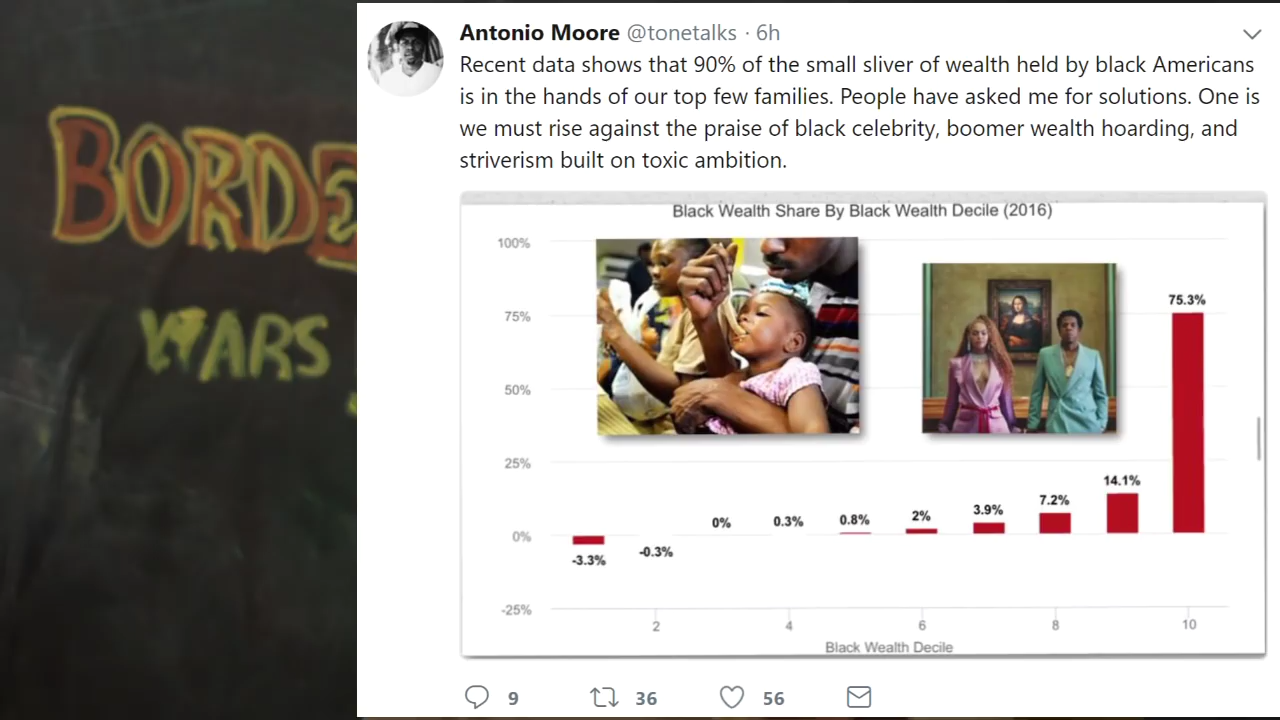 BORDE
WARS
Antonio Moore @tonetalks · 6h
Recent data shows that 90% of the small sliver of wealth held by black Americans
is in the hands of our top few families. People have asked me for solutions. One is
we must rise against the praise of black celebrity, boomer wealth hoarding, and
striverism built on toxic ambition.
Black Wealth Share By Black Wealth Decile (2016)
100%
75%
50%
25%
0%
-25%
-3.3%
-0.3%
0%
0.3%
0.8%
2%
3.9%
7.2%
14.1%
75.3%
2
4
6
8
10
Black Wealth Decile
9
36
56